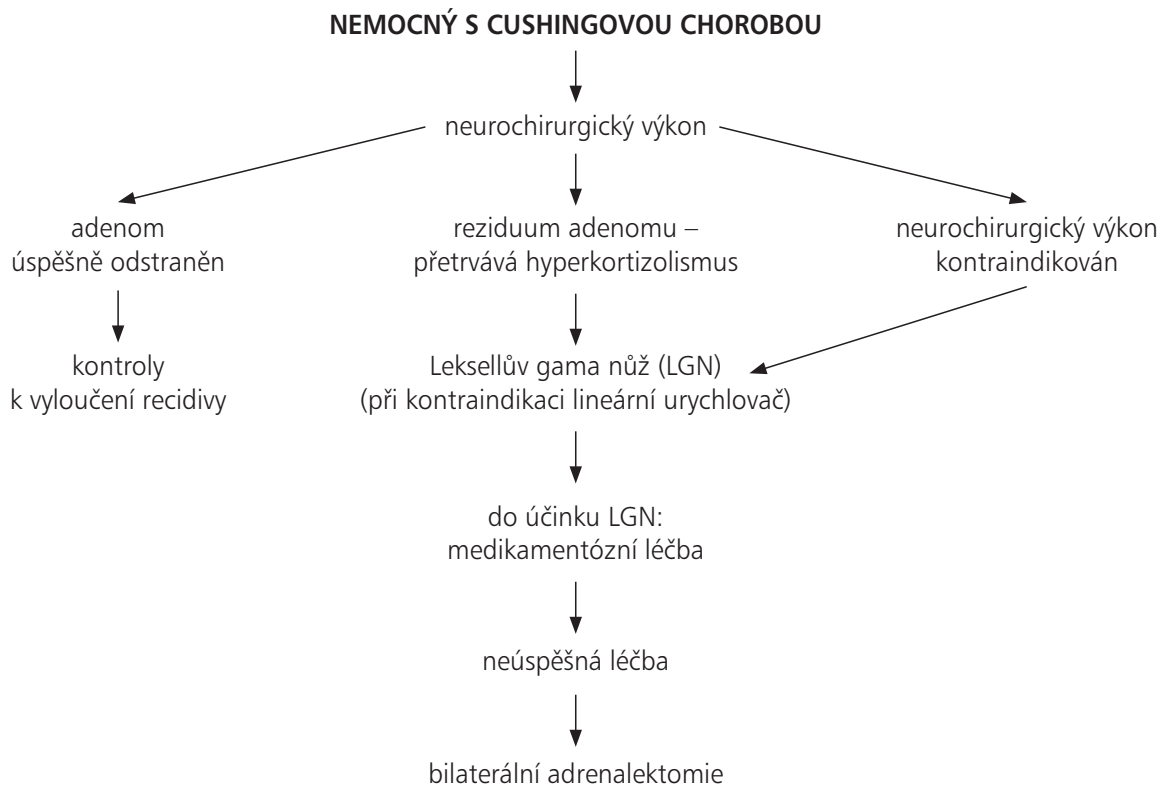 NEMOCNÝ S CUSHINGOVOU CHOROBOU
neurochirurgický výkon
adenom
úspěšně odstraněn
reziduum adenomu –
přetrvává hyperkortizolismus
neurochirurgický výkon
kontraindikován
kontroly
k vyloučení recidivy
Leksellův gama nůž (LGN)
(při kontraindikaci lineární urychlovač)
do účinku LGN:
medikamentózní léčba
neúspěšná léčba
bilaterální adrenalektomie